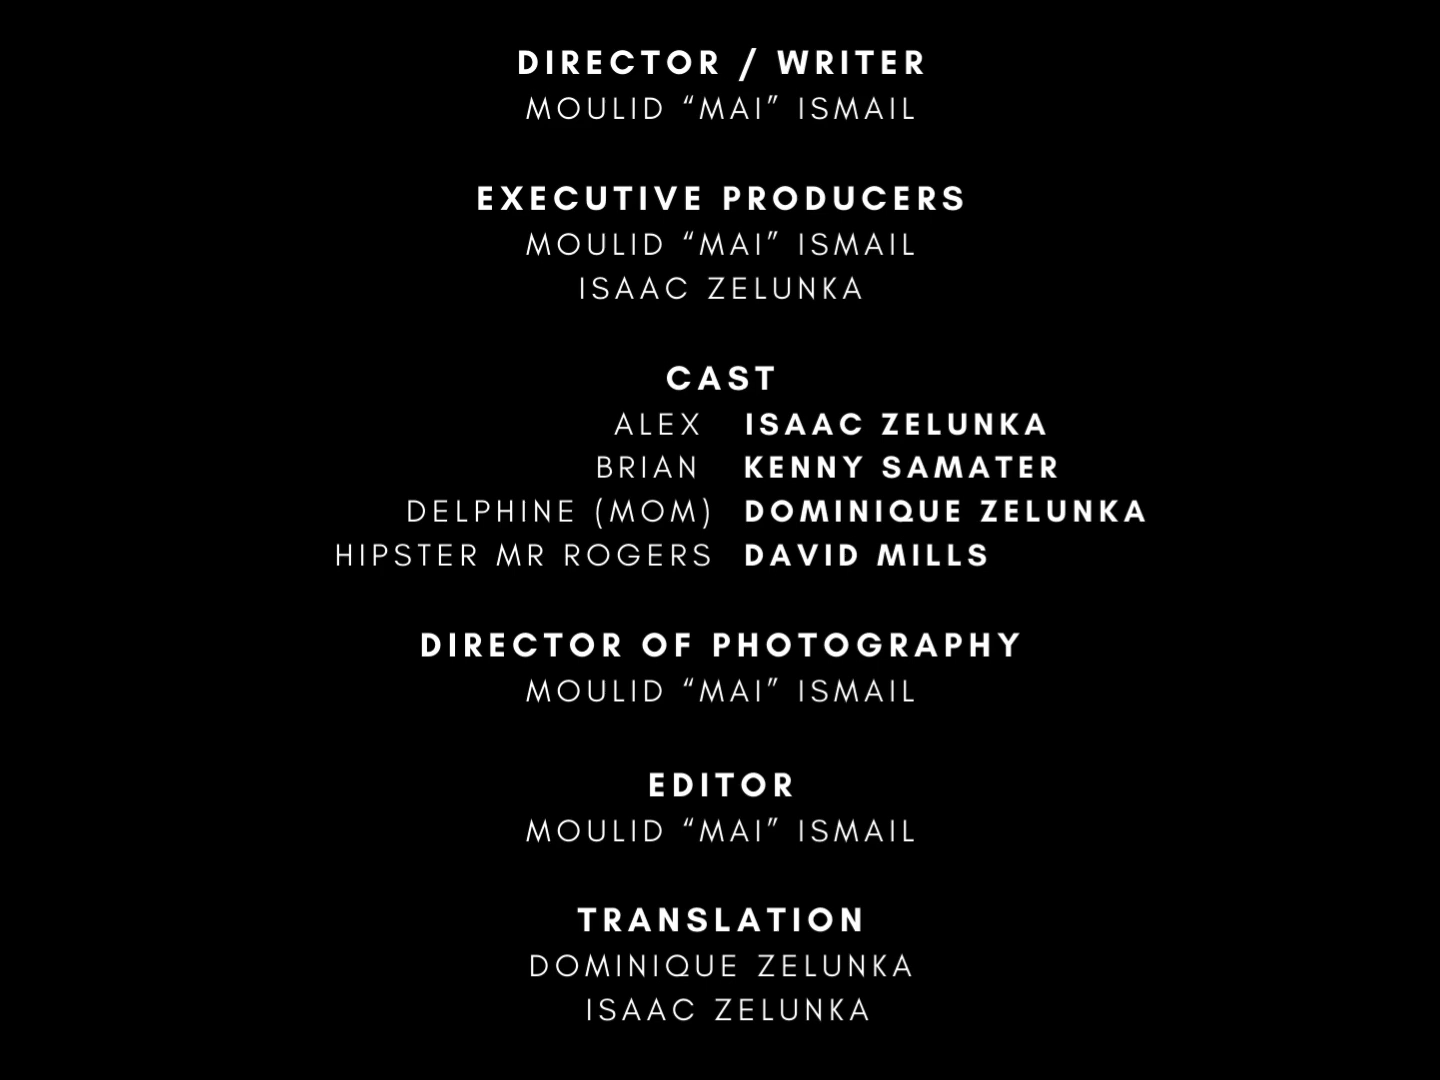 DIRECTOR / WRITER
MOULID “MAI” ISMAIL
EXECUTIVE PRODUCERS
MOULID “MAI” ISMAIL
ISAAC ZELUNKA
CAST
ALEX ISAAC ZELUNKA
BRIAN KENNY SAMATER
DELPHINE (MOM) DOMINIQUE ZELUNKA
HIPSTER MR ROGERS DAVID MILLS
DIRECTOR OF PHOTOGRAPHY
MOULID “MAI” ISMAIL
EDITOR
MOULID “MAI” ISMAIL
TRANSLATION
DOMINIQUE ZELUNKA
ISAAC ZELUNKA